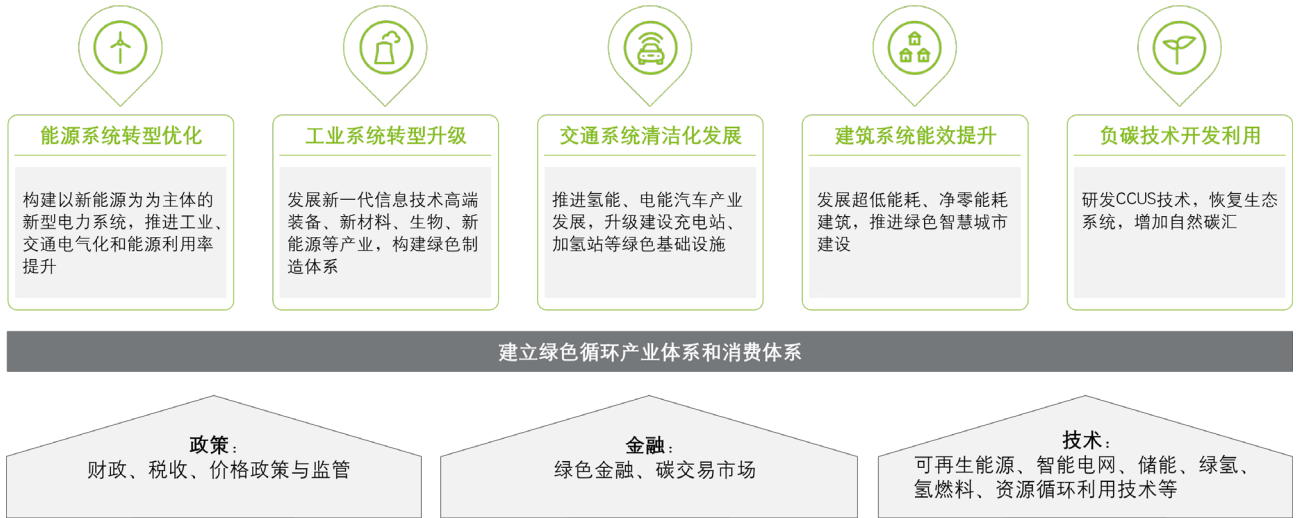 能源系统转型优化
构建以新能源为为主体的
新型电力系统，推进工业、
交通电气化和能源利用率
提升
工业系统转型升级
发展新一代信息技术高端
装备、新材料、生物、新
能源等产业，构建绿色制
造体系
交通系统清洁化发展
推进氢能、电能汽车产业
发展，升级建设充电站、
加氢站等绿色基础设施
建筑系统能效提升
发展超低能耗、净零能耗
建筑，推进绿色智慧城市
建设
负碳技术开发利用
研发CCUS技术，恢复生态
系统，增加自然碳汇
建立绿色循环产业体系和消费体系
政策：
财政、税收、价格政策与监管
金融：
绿色金融、碳交易市场
技术：
可再生能源、智能电网、储能、绿氢、
氢燃料、资源循环利用技术等